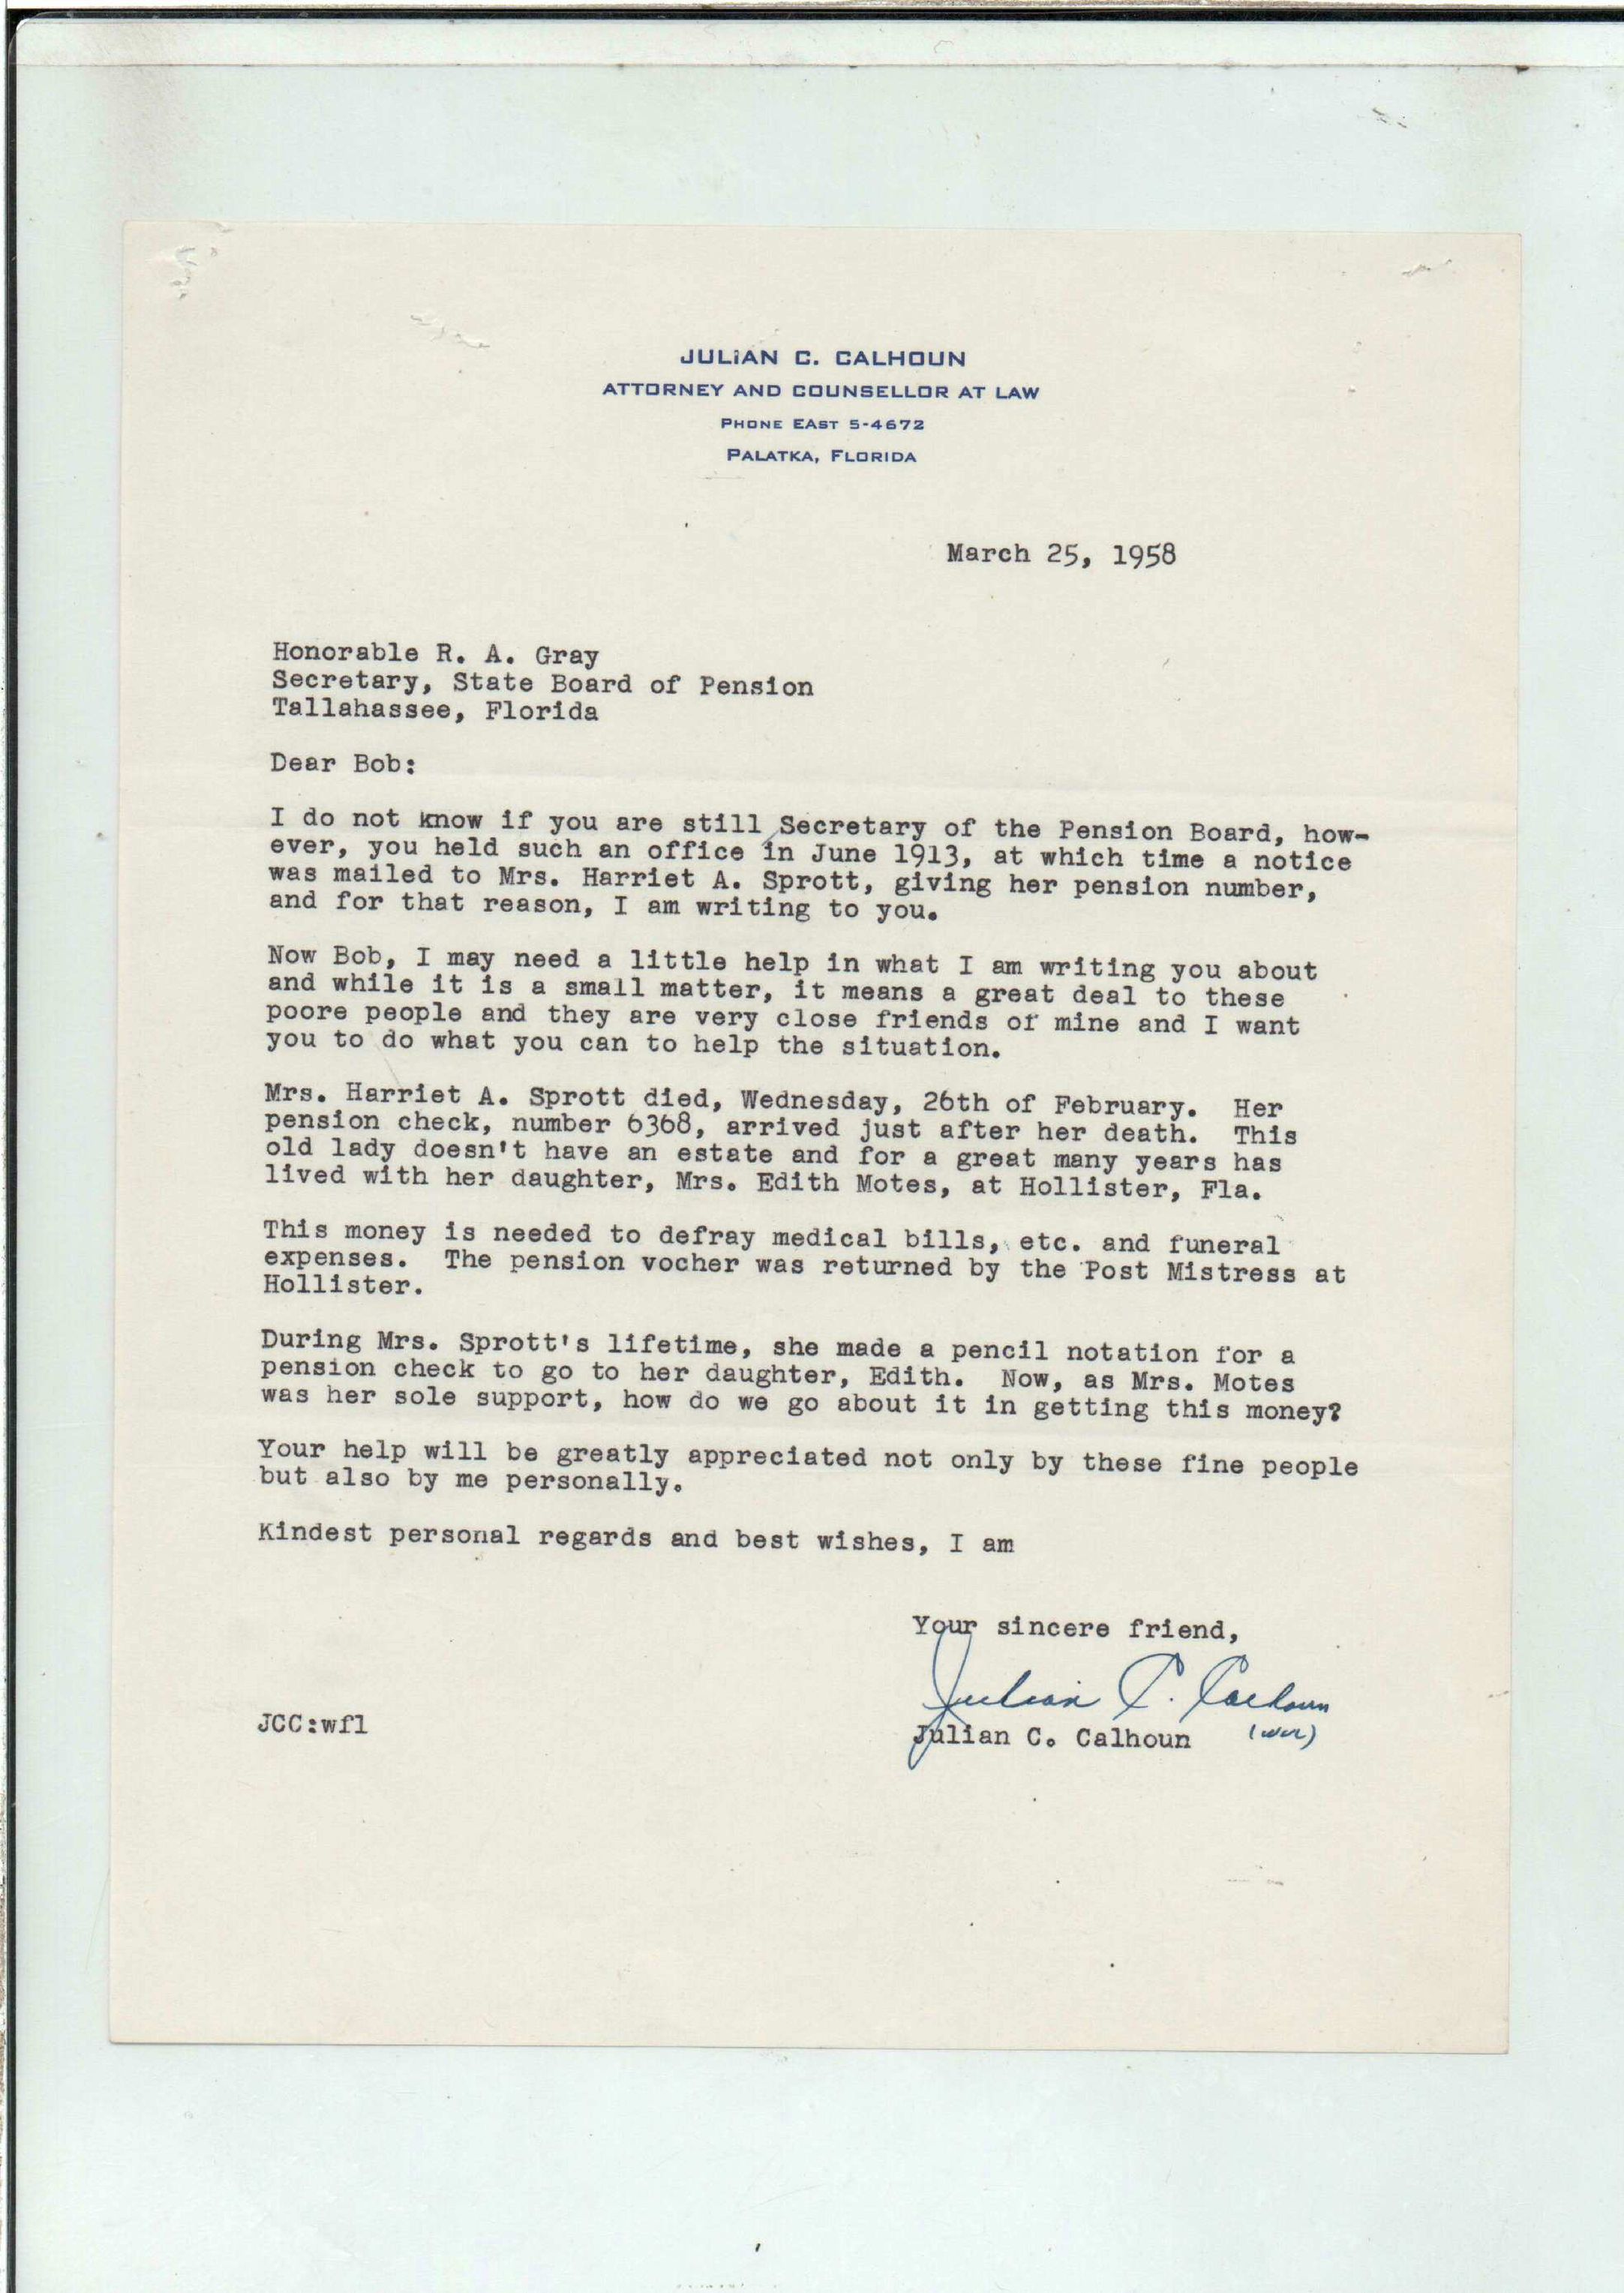 JULIAN C. CALHOUN
ATTORNEY AND COUNSELLOR AT LAW
PHONE EAST 5-4672
PALATKA, FLORIDA
March 25, 1958
Honorable R. A. Gray
Secretary, State Board of Pension
Tallahassee, Florida
Dear Bob:
I do not know if you are still Secretary of the Pension Board, how-
ever, you held such an office in June 1913, at which time a notice
was mailed to Mrs. Harriet A. Sprott, giving her pension number,
and for that reason, I am writing to you.
Now Bob, I may need a little help in what I am writing you about
and while it is a small matter, it means a great deal to these
poore people and they are very close friends of mine and I want
you to do what you can to help the situation.
Mrs. Harriet A. Sprott died, Wednesday, 26th of February. Her
pension check, number 6368, arrived just after her death. This
old lady doesn't have an estate and for a great many years has
lived with her daughter, Mrs. Edith Motes, at Hollister, Fla.
This money is needed to defray medical bills, etc. and funeral
expenses. The pension vocher was returned by the Post Mistress at
Hollister.
During Mrs. Sprott's lifetime, she made a pencil notation for a
pension check to go to her daughter, Edith. Now, as Mrs. Motes
was her sole support, how do we go about it in getting this money?
Your help will be greatly appreciated not only by these fine people
but also by me personally.
Kindest personal regards and best wishes, I am
Your sincere friend,
Julian C. Calhoun
JCC:wfl
Julian C. Calhoun